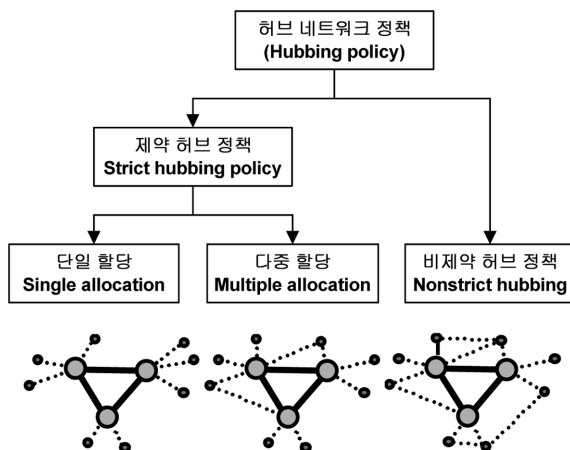 허브 네트워크 정책
(Hubbing policy)
제약 허브 정책
Strict hubbing policy
단일 할당
Single allocation
다중 할당
Multiple allocation
비제약 허브 정책
Nonstrict hubbing